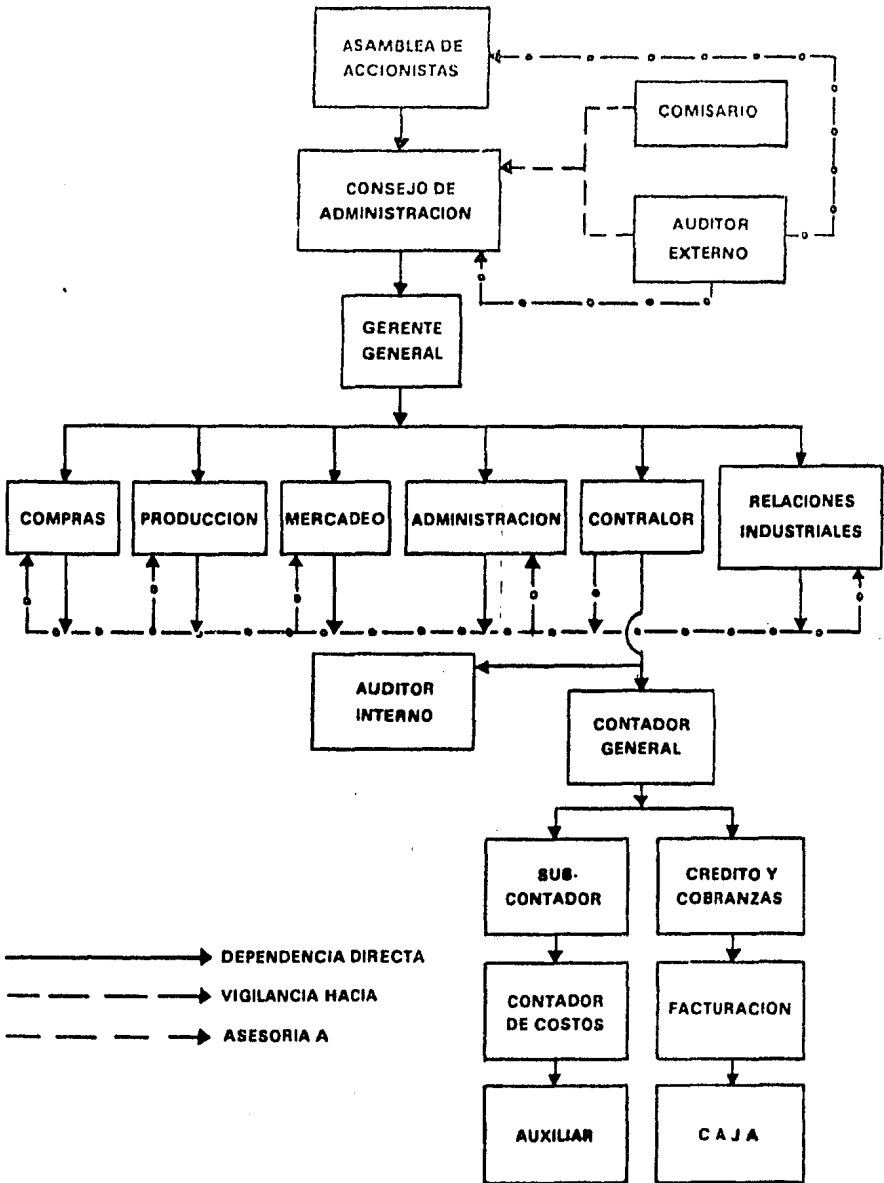 ASAMBLEA DE
ACCIONISTAS
COMISARIO
CONSEJO DE
ADMINISTRACION
AUDITOR
EXTERNO
GERENTE
GENERAL
COMPRAS
PRODUCCION
MERCADEO
ADMINISTRACION
CONTRALOR
RELACIONES
INDUSTRIALES
AUDITOR
INTERNO
CONTADOR
GENERAL
SUB-
CONTADOR
CREDITO Y
COBRANZAS
DEPENDENCIA DIRECTA
VIGILANCIA HACIA
ASESORIA A
CONTADOR
DE COSTOS
FACTURACION
AUXILIAR
C A J A